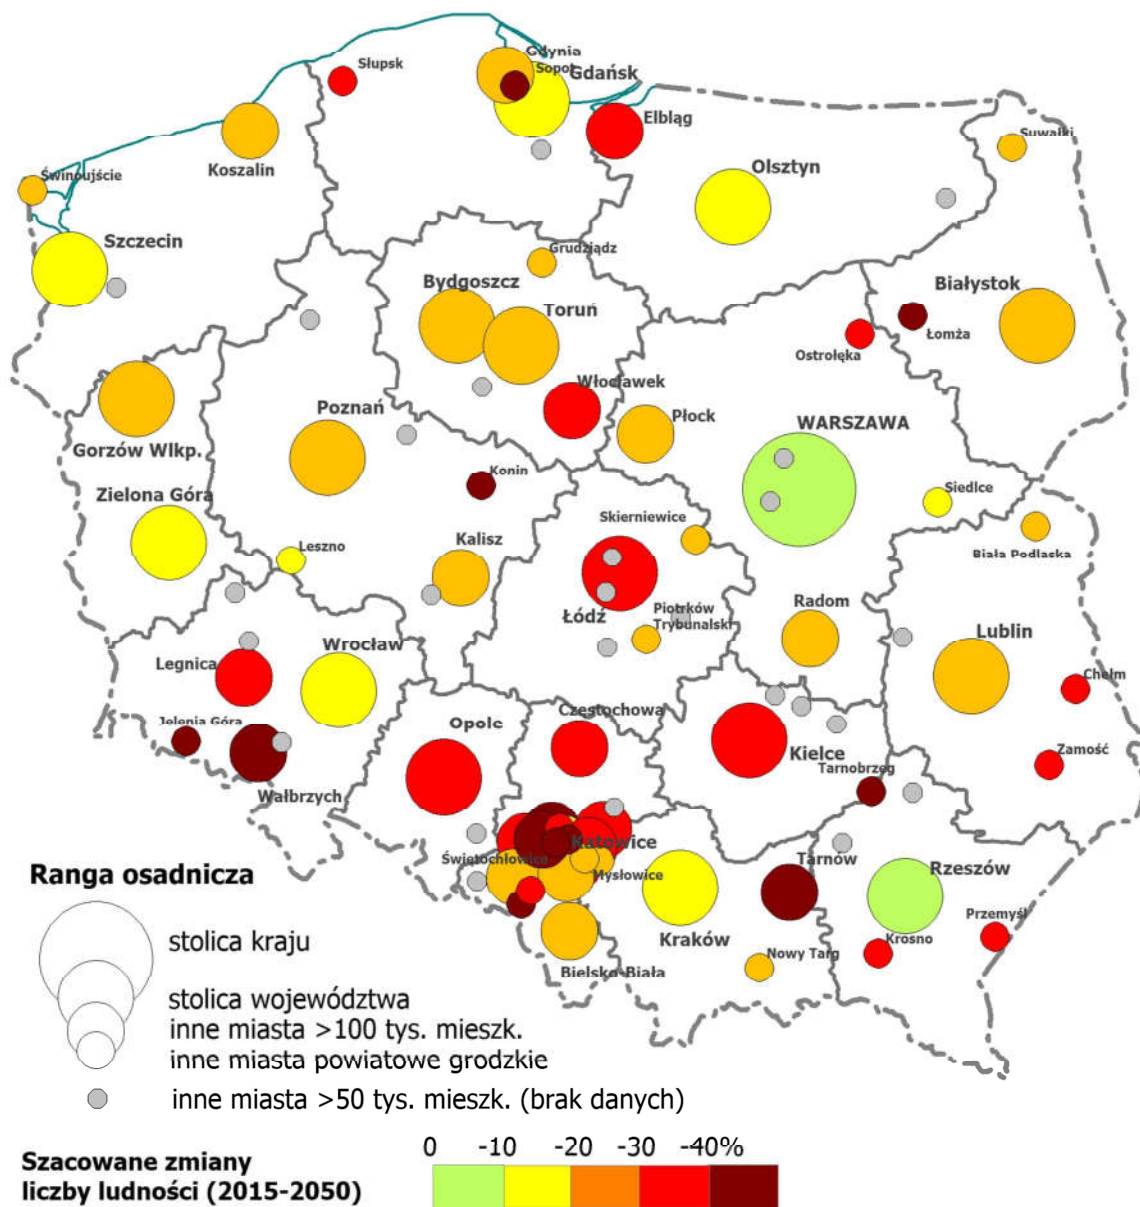 Gdynia
Słupsk
Sopot
Gdańsk
Elbląg
Suwałki
Koszalin
Olsztyn
Świnoujście
Szczecin
Grudziądz
Bydgoszcz
Białystok
Toruń
Łomża
Ostrołęka
Włocławek
Poznań
Płock
WARSZAWA
Gorzów Wlkp.
Konin
Zielona Góra
Siedlce
Skierniewice
Leszno
Kalisz
Biała Podlaska
Radom
Piotrków
Trybunalski
Łódź
Lublin
Wrocław
Legnica
Chełm
Jelenia Góra
Opole
Częstochowa
Zamość
Kielce
Tarnobrzeg
Wałbrzych
Katowice
Świętochłowice
Mysłowice
Tarnów
Rzeszów
Przemyśl
Kraków
Krosno
Nowy Targ
Bielsko-Biała
Ranga osadnicza
stolica kraju
stolica województwa
inne miasta >100 tys. mieszk.
inne miasta powiatowe grodzkie
inne miasta >50 tys. mieszk. (brak danych)
0 -10 -20 -30 -40%
Szacowane zmiany
liczby ludności (2015-2050)